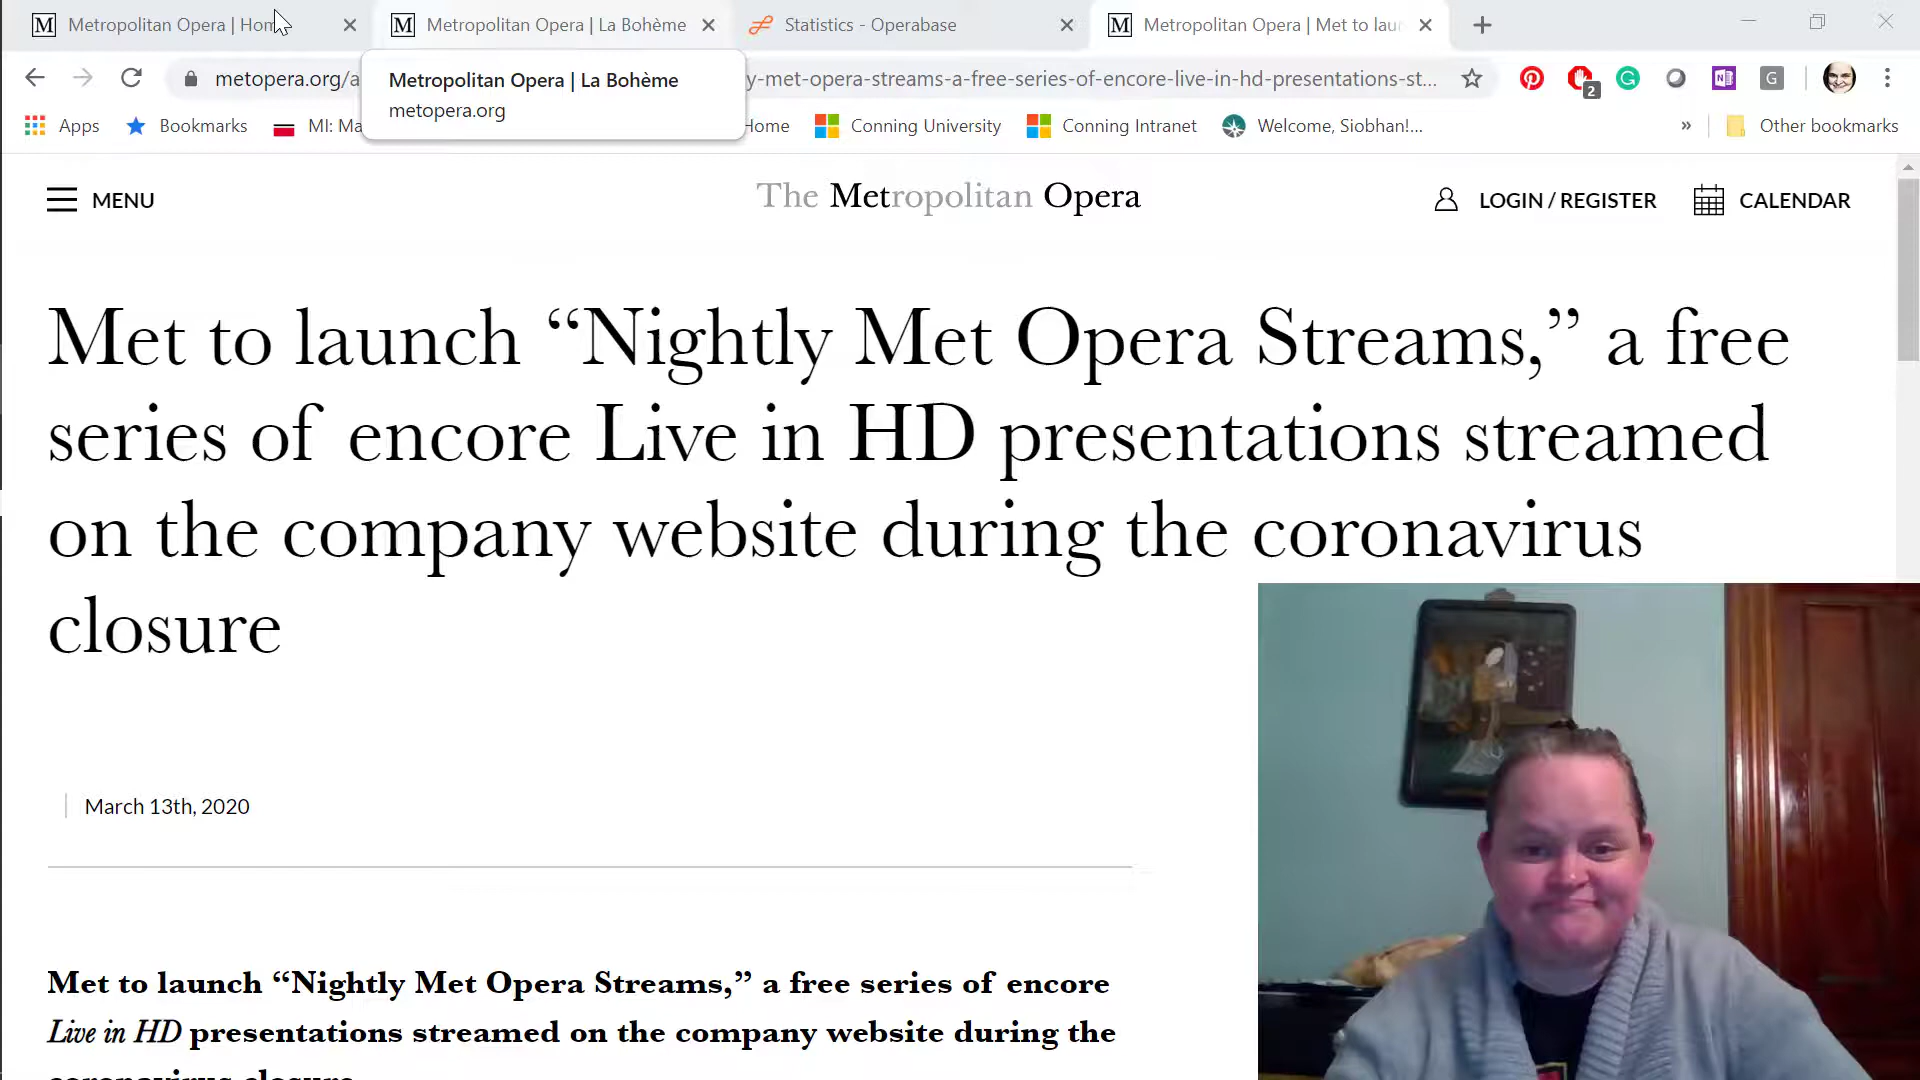 Metropolitan Opera | Hom
Metropolitan Opera | La Bohème
Statistics - Operabase
Metropolitan Opera | Met to lau
metopera.org/a
y-met-opera-streams-a-free-series-of-encore-live-in-hd-presentations-st...
2
G
Metropolitan Opera | La Bohème
metopera.org
Apps
Bookmarks
MI: Ma
Home
Conning University
Conning Intranet
Welcome, Siobhan!...
»
Other bookmarks
MENU
The Metropolitan Opera
LOGIN / REGISTER
CALENDAR
Met to launch “Nightly Met Opera Streams,” a free
series of encore Live in HD presentations streamed
on the company website during the coronavirus
closure
March 13th, 2020
Met to launch “Nightly Met Opera Streams,” a free series of encore
Live in HD presentations streamed on the company website during the
coronavirus closure